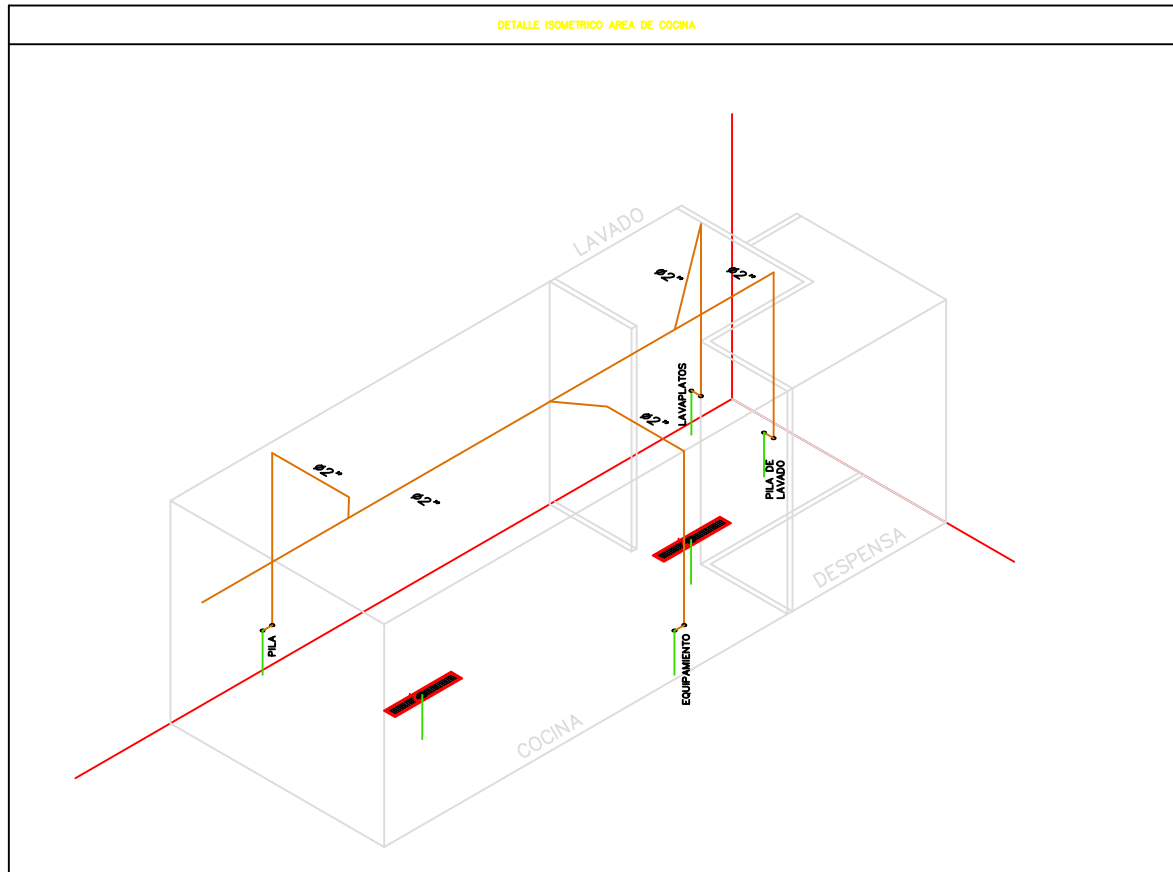 DETALLE ISOMETRICO AREA DE COCINA
LAVADO
ø2"
ø2"
LAVAPLATOS
ø2"
PILA DE
LAVADO
ø2"
ø2"
DESPENSA
PILA
EQUIPAMIENTO
COCINA